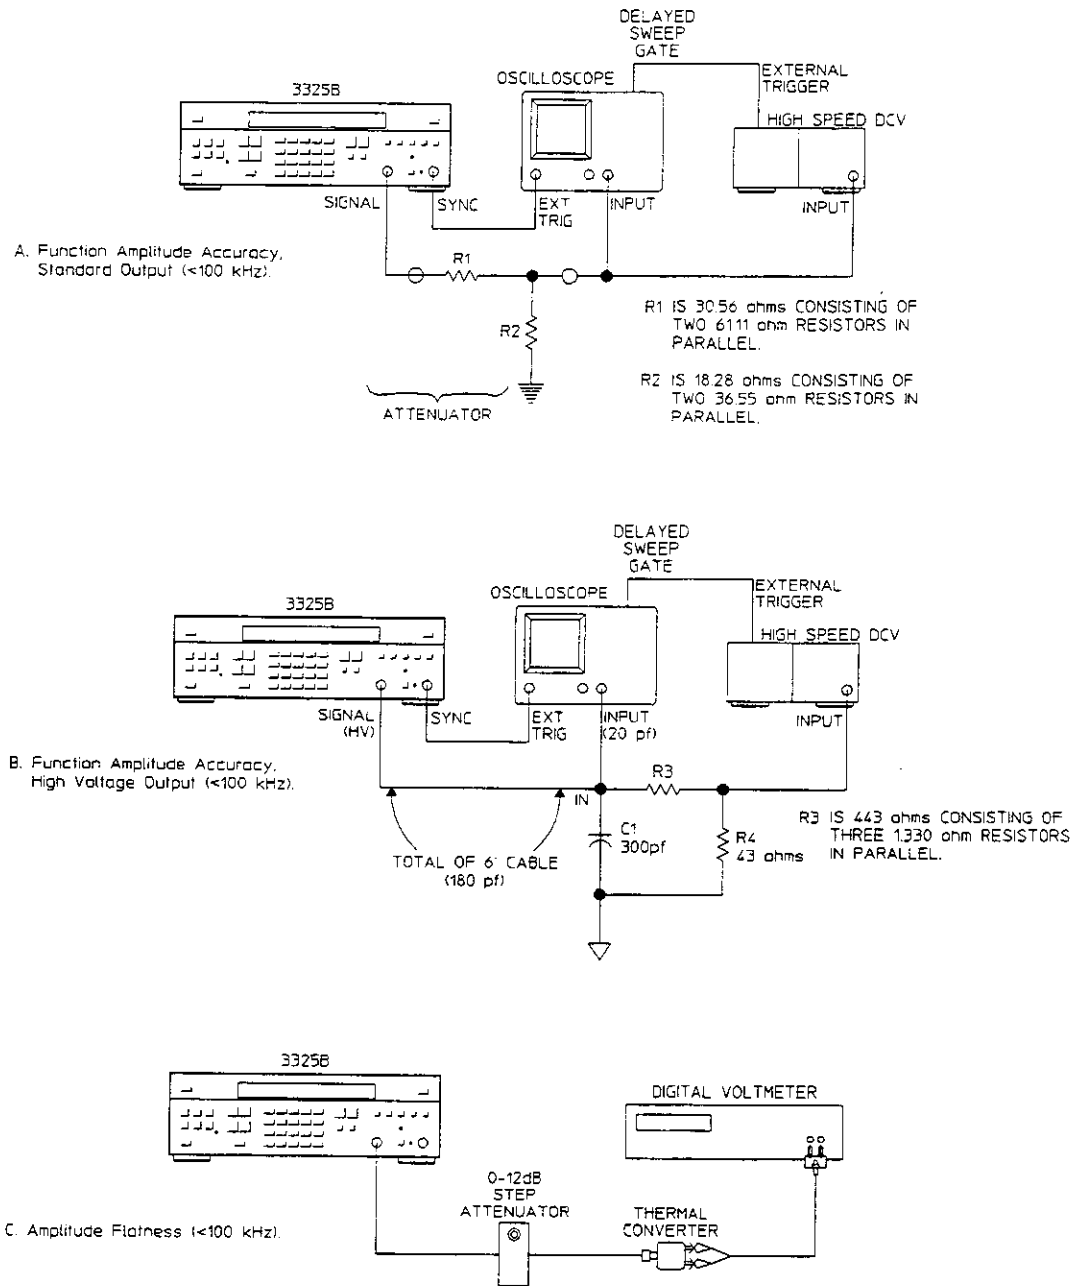 DELAYED
SWEEP
GATE
OSCILLOSCOPE
EXTERNAL
TRIGGER
3325B
HIGH SPEED DCV
SIGNAL
SYNC
EXT
TRIG
INPUT
INPUT
A. Function Amplitude Accuracy,
Standard Output (<100 kHz).
R1
R2
ATTENUATOR
R1 IS 30.56 ohms CONSISTING OF
TWO 61.11 ohm RESISTORS IN
PARALLEL.
R2 IS 18.28 ohms CONSISTING OF
TWO 36.55 ohm RESISTORS IN
PARALLEL.
DELAYED
SWEEP
GATE
OSCILLOSCOPE
EXTERNAL
TRIGGER
3325B
HIGH SPEED DCV
SIGNAL
(HV)
SYNC
EXT
TRIG
INPUT
(20 pf)
INPUT
B. Function Amplitude Accuracy,
High Voltage Output (<100 kHz).
IN
R3
C1
300pf
R4
43 ohms
TOTAL OF 6' CABLE
(180 pf)
R3 IS 443 ohms CONSISTING OF
THREE 1.330 ohm RESISTORS
IN PARALLEL.
3325B
DIGITAL VOLTMETER
0-12dB
STEP
ATTENUATOR
THERMAL
CONVERTER
C. Amplitude Flatness (<100 kHz).